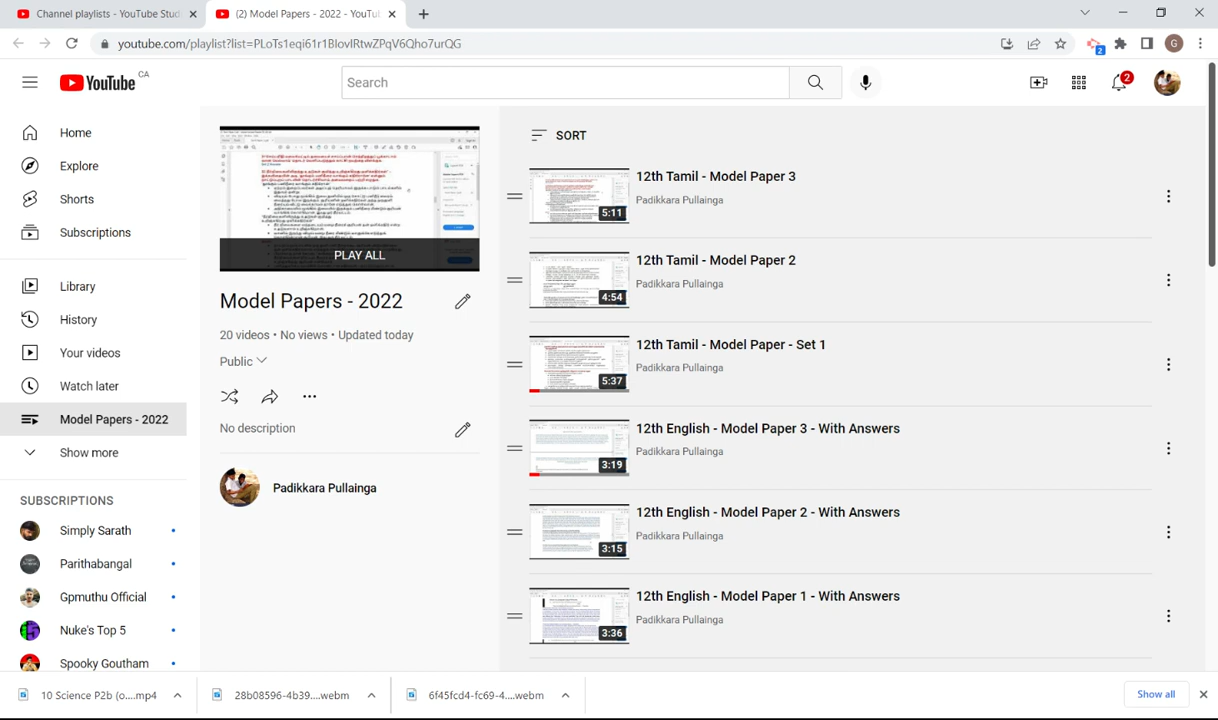 Channel playlists - YouTube Stud
(2) Model Papers - 2022 - YouTu
youtube.com/playlist?list=PLoTs1eqi61r1BIovIRtwZPqV6Qho7urQG
2
G
YouTube CA
Search
2
Home
Explore
Shorts
Subscriptions
Library
History
Your videos
Watch later
Model Papers - 2022
Show more
SUBSCRIPTIONS
Simply Sarath
Parithabangal
Gpmuthu Official
Nuke's Top 5
Spooky Goutham
PLAY ALL
Model Papers - 2022
20 videos • No views • Updated today
Public
No description
Padikkara Pullainga
SORT
12th Tamil - Model Paper 3
Padikkara Pullainga
5:11
12th Tamil - Model Paper 2
Padikkara Pullainga
4:54
12th Tamil - Model Paper - Set 1
Padikkara Pullainga
5:37
12th English - Model Paper 3 - With Answers
Padikkara Pullainga
3:19
12th English - Model Paper 2 - With Answers
Padikkara Pullainga
3:15
12th English - Model Paper 1 - With Answers
Padikkara Pullainga
3:36
10 Science P2b (o....mp4
28b08596-4b39....webm
6f45fcd4-fc69-4....webm
Show all